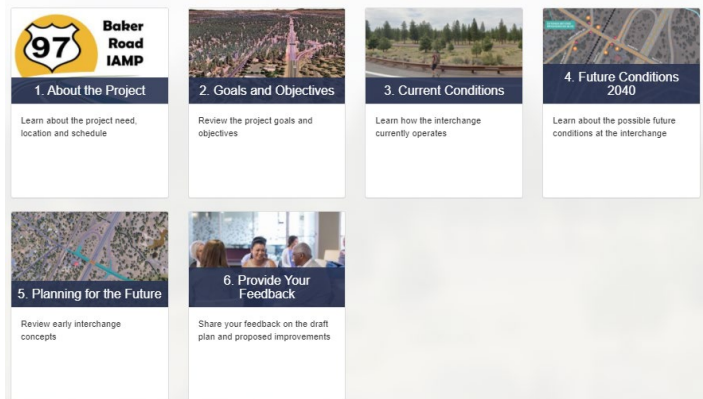 97
Baker
Road
IAMP
1. About the Project
Learn about the project need,
location and schedule
2. Goals and Objectives
Review the project goals and
objectives
3. Current Conditions
Learn how the interchange
currently operates
4. Future Conditions
2040
Learn about the possible future
conditions at the interchange
5. Planning for the Future
Review early interchange
concepts
6. Provide Your
Feedback
Share your feedback on the draft
plan and proposed improvements